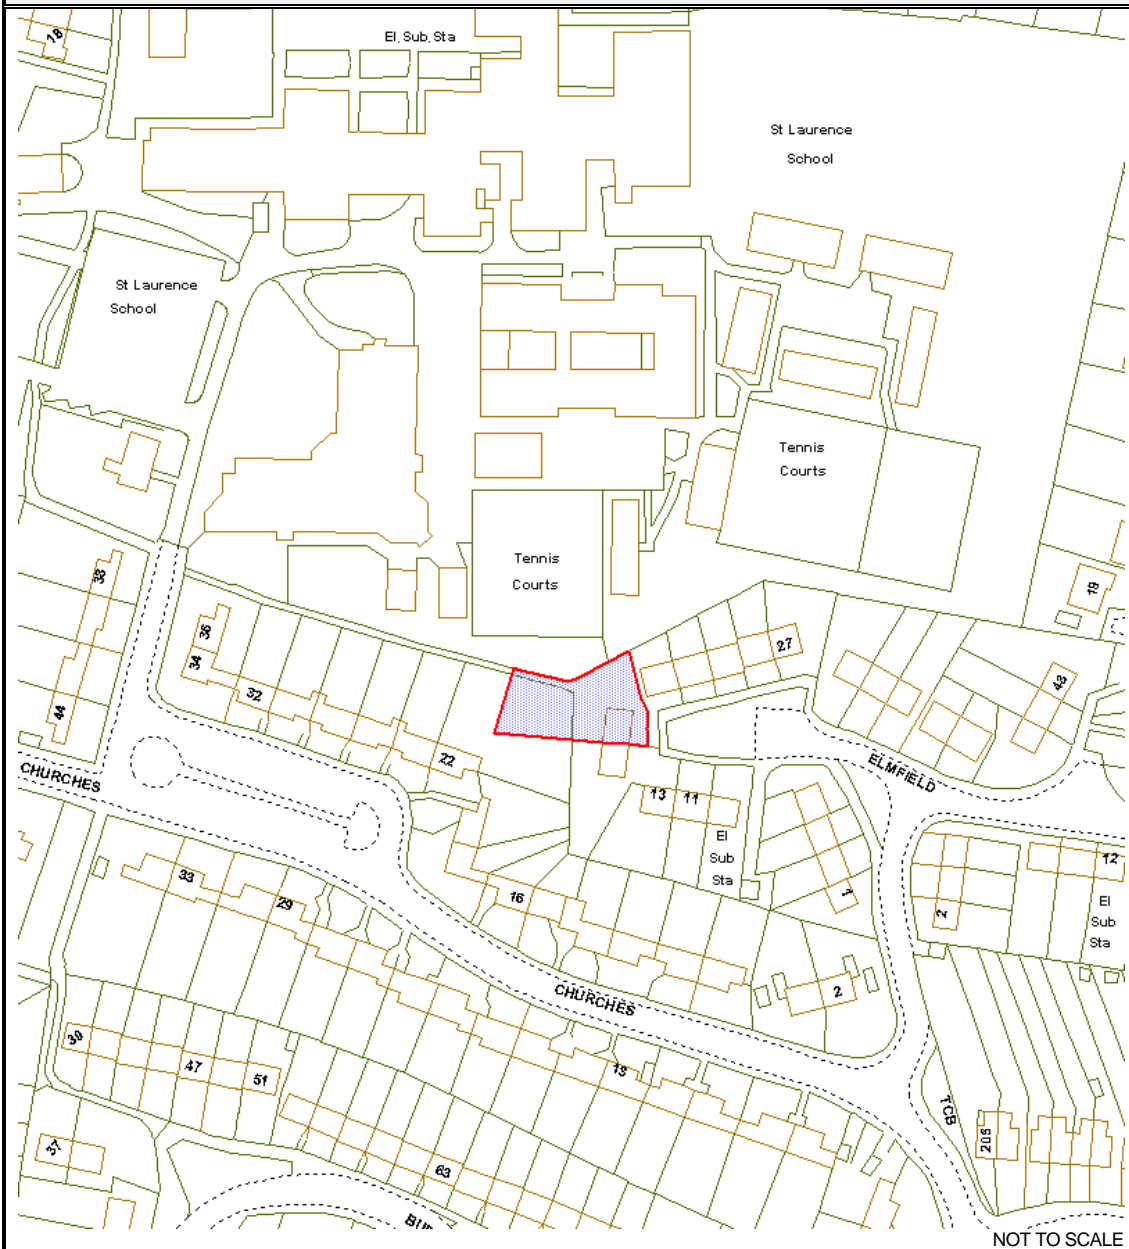 18
El. Sub. Sta
St Laurence
School
St Laurence
School
Tennis
Courts
Tennis
Courts
38
19
36
34
27
32
43
44
22
CHURCHES
ELMFIELD
13
11
El
Sub
Sta
12
33
1
2
El
Sub
Sta
29
16
CHURCHES
2
39
47
51
18
TCB
205
37
63
NOT TO SCALE